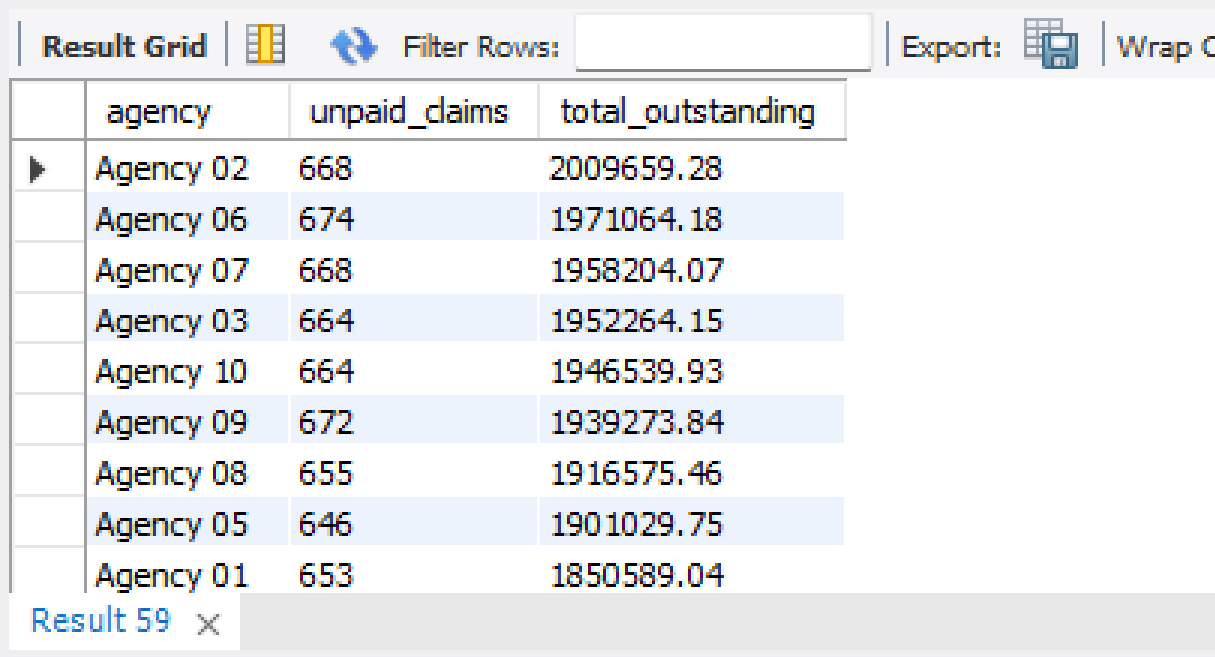 Result Grid Filter Rows: Export: Wrap C
agency unpaid_claims total_outstanding
Agency 02 668 2009659.28
Agency 06 674 1971064.18
Agency 07 668 1958204.07
Agency 03 664 1952264.15
Agency 10 664 1946539.93
Agency 09 672 1939273.84
Agency 08 655 1916575.46
Agency 05 646 1901029.75
Agency 01 653 1850589.04
Result 59